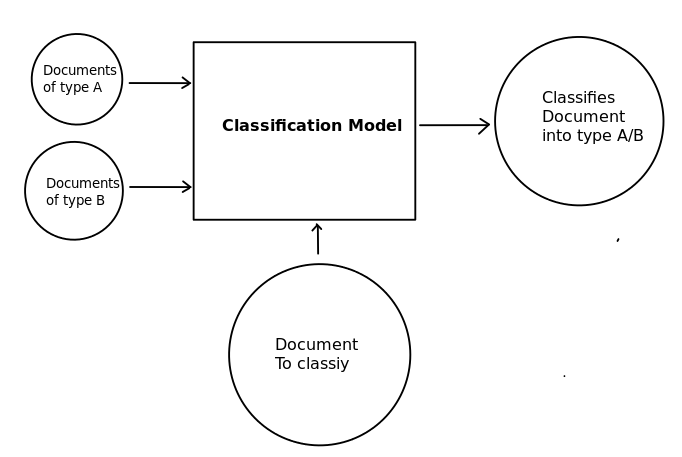 Documents
of type A
Documents
of type B
Classification Model
Classifies
Document
into type A/B
Document
To classiy